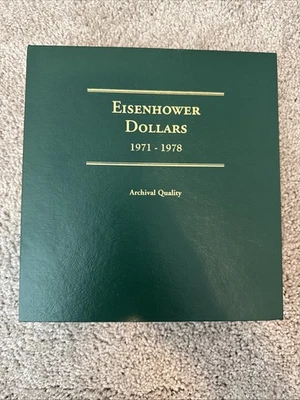 Eisenhower
Dollars
1971 - 1978
Archival Quality